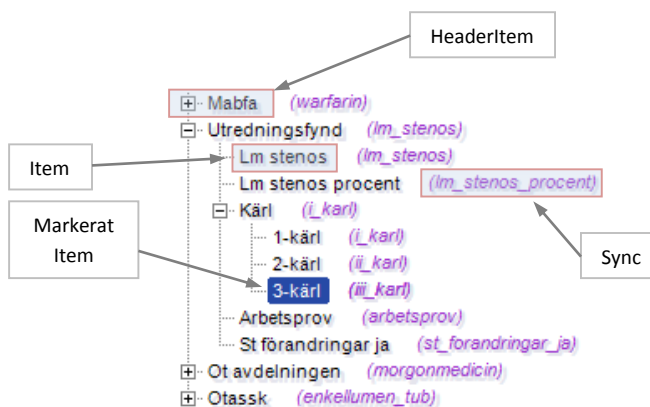 HeaderItem
Mabfa (warfarin)
Utredningsfynd (lm_stenos)
Item
Lm stenos (lm_stenos)
Lm stenos procent (lm_stenos_procent)
Markerat
Item
Kärl (i_karl)
1-kärl (i_karl)
2-kärl (ii_karl)
Sync
3-kärl (iii_karl)
Arbetsprov (arbetsprov)
St förandringar ja (st_forandringar_ja)
Ot avdelningen (morgonmedicin)
Otassk (enkellumen_tub)